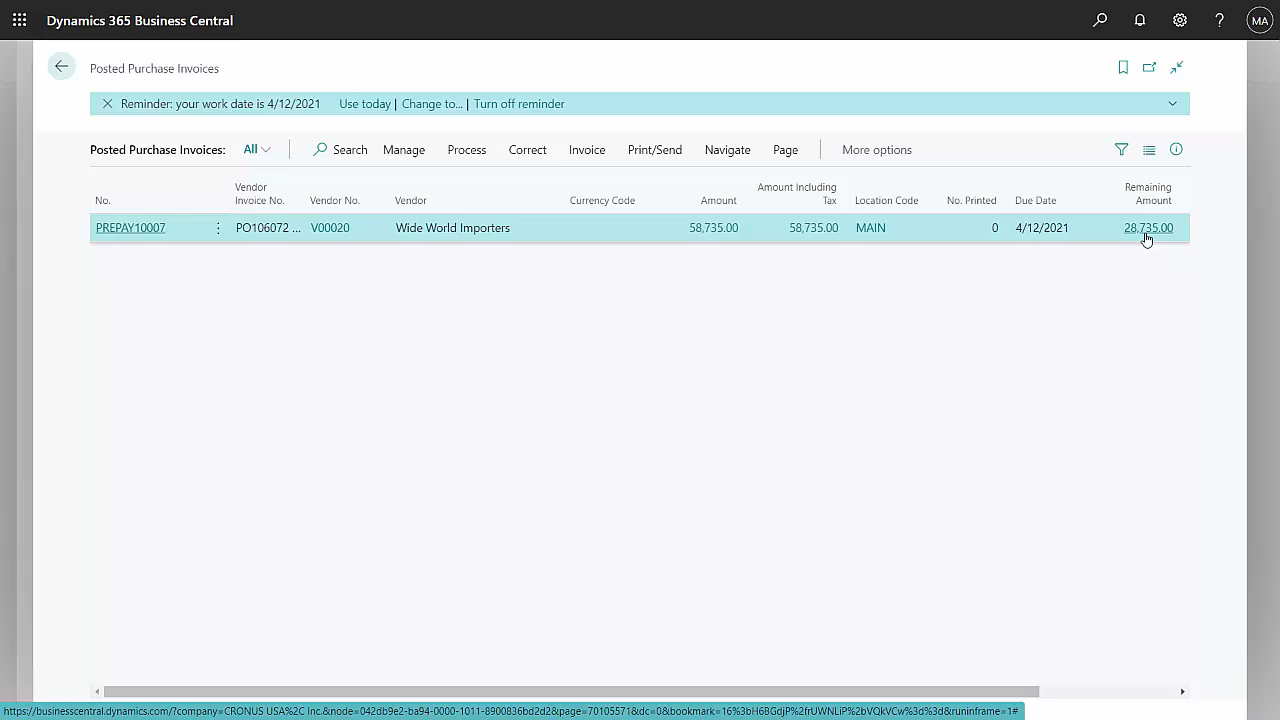 Dynamics 365 Business Central
MA
Posted Purchase Invoices
Reminder: your work date is 4/12/2021 Use today | Change to... | Turn off reminder
Posted Purchase Invoices: All Search Manage Process Correct Invoice Print/Send Navigate Page More options
No. Vendor Invoice No. Vendor No. Vendor Currency Code Amount Amount Including Tax Location Code No. Printed Due Date Remaining Amount
PREPAY10007 PO106072 ... V00020 Wide World Importers 58,735.00 58,735.00 MAIN 0 4/12/2021 28,735.00
https://businesscentral.dynamics.com/?company=CRONUS USA%2C Inc.&node=042db9e2-ba94-0000-1011-8900836bd2d2&page=70105571&dc=0&bookmark=16%3bH6BGdjP%2frUWNLiP%2bVQkVCw%3d%3d&runinframe=1#